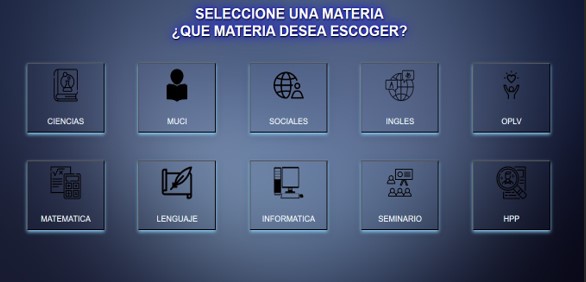 SELECCIONE UNA MATERIA
¿QUE MATERIA DESEA ESCOGER?
CIENCIAS
MUCI
SOCIALES
INGLES
OPLV
MATEMATICA
LENGUAJE
INFORMATICA
SEMINARIO
HPP